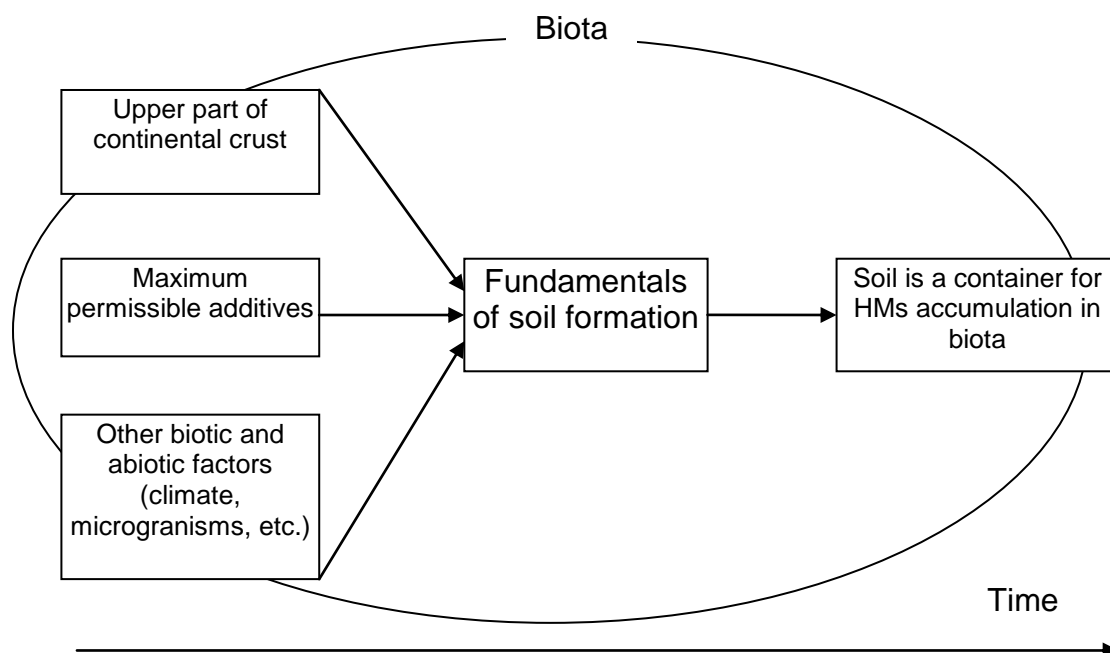 Biota
Upper part of
continental crust
Maximum
permissible additives
Other biotic and
abiotic factors
(climate,
microgranisms, etc.)
Fundamentals
of soil formation
Soil is a container for
HMs accumulation in
biota
Time